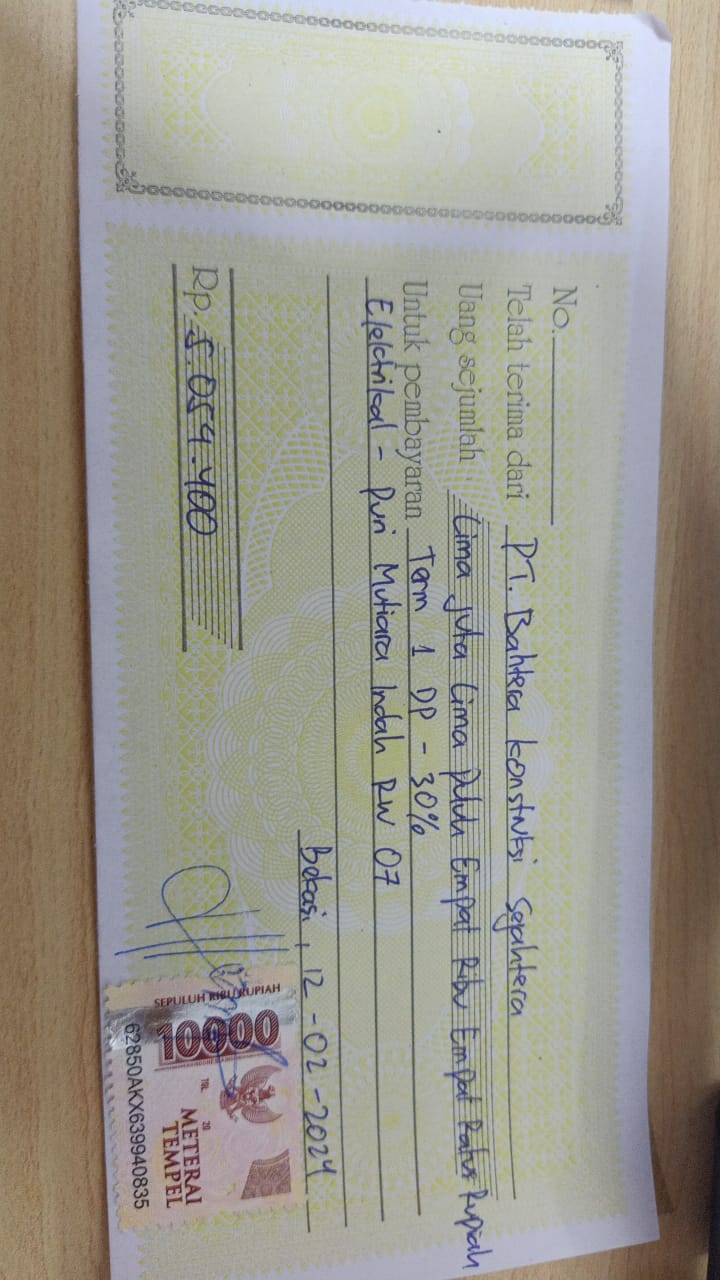 No.
Telah terima dari PT. Bahtera Konstruksi Sejahtera
Uang sejumlah Lima Juta Lima Puluh Empat Ribu Empat Ratus Rupiah
Untuk pembayaran Term 1 DP - 30%
Elektrikal - Puri Mutiara Indah RW 07
Bekasi, 12 - 02 - 2024
Rp. 5.054.400
SEPULUH RIBU RUPIAH
10000
TGL. 20
METERAI
TEMPEL
62850AKX639940835